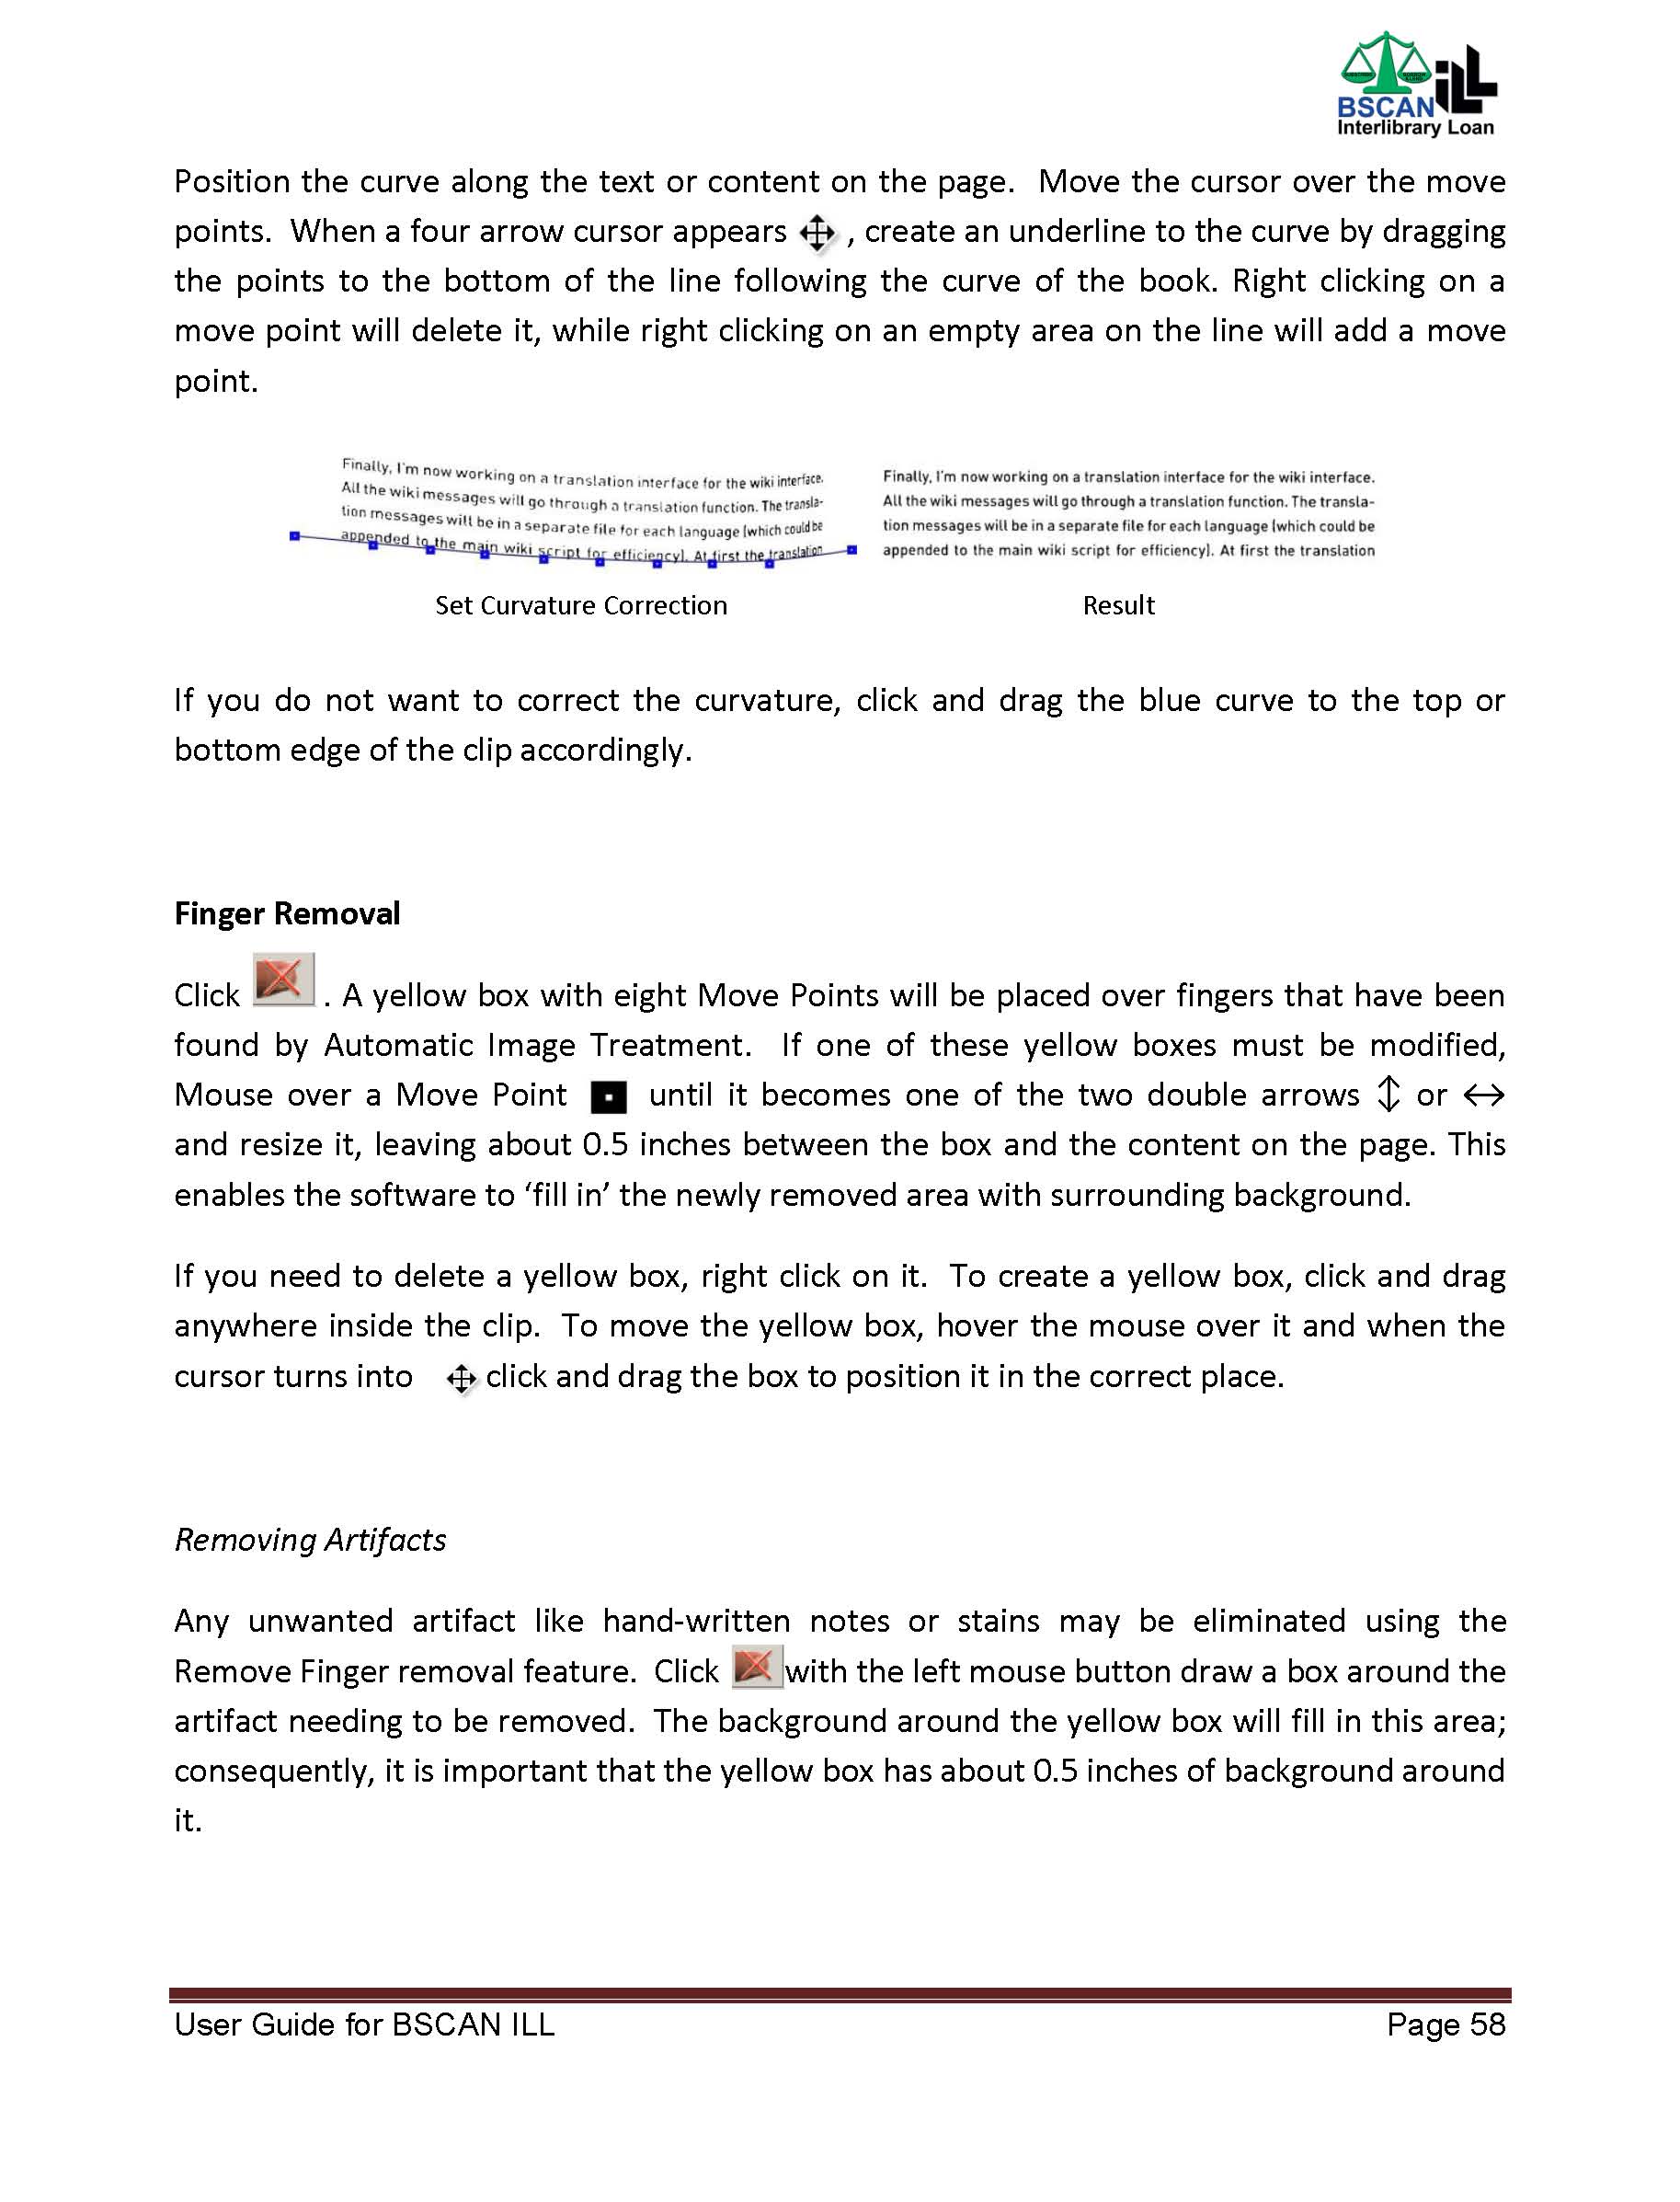 BSCAN ILL
Interlibrary Loan
Position the curve along the text or content on the page.  Move the cursor over the move
points.  When a four arrow cursor appears , create an underline to the curve by dragging
the points to the bottom of the line following the curve of the book. Right clicking on a
move point will delete it, while right clicking on an empty area on the line will add a move
point.
Finally, I'm now working on a translation interface for the wiki interface.
All the wiki messages will go through a translation function. The transla-
tion messages will be in a separate file for each language (which could be
appended to the main wiki script for efficiency). At first the translation
Finally, I'm now working on a translation interface for the wiki interface.
All the wiki messages will go through a translation function. The transla-
tion messages will be in a separate file for each language (which could be
appended to the main wiki script for efficiency). At first the translation
Set Curvature Correction
Result
If you do not want to correct the curvature, click and drag the blue curve to the top or
bottom edge of the clip accordingly.
Finger Removal
Click . A yellow box with eight Move Points will be placed over fingers that have been
found by Automatic Image Treatment.  If one of these yellow boxes must be modified,
Mouse over a Move Point until it becomes one of the two double arrows ↕ or ↔
and resize it, leaving about 0.5 inches between the box and the content on the page. This
enables the software to ‘fill in’ the newly removed area with surrounding background.
If you need to delete a yellow box, right click on it.  To create a yellow box, click and drag
anywhere inside the clip.  To move the yellow box, hover the mouse over it and when the
cursor turns into click and drag the box to position it in the correct place.
Removing Artifacts
Any unwanted artifact like hand-written notes or stains may be eliminated using the
Remove Finger removal feature.  Click with the left mouse button draw a box around the
artifact needing to be removed.  The background around the yellow box will fill in this area;
consequently, it is important that the yellow box has about 0.5 inches of background around
it.
User Guide for BSCAN ILL
Page 58